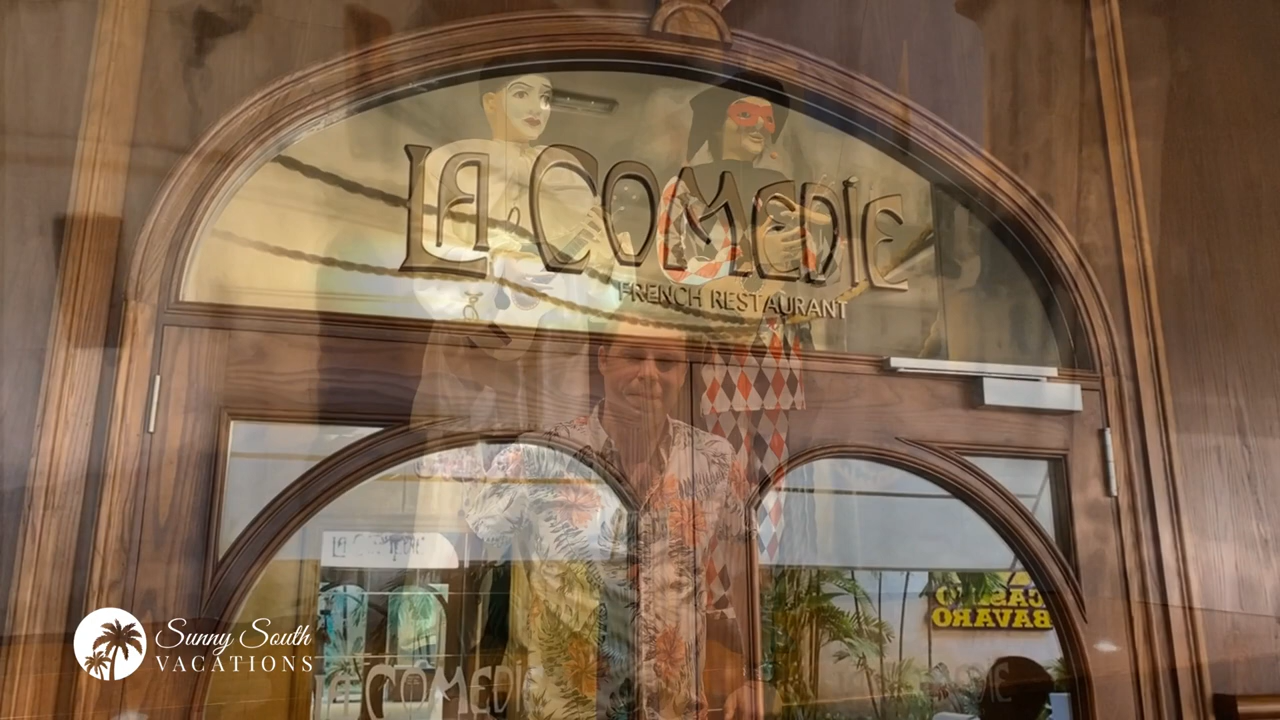 LA COMEDIE
FRENCH RESTAURANT
LA COMEDIE
CASINO
BAVARO
LA COMEDIE
Sunny South
VACATIONS